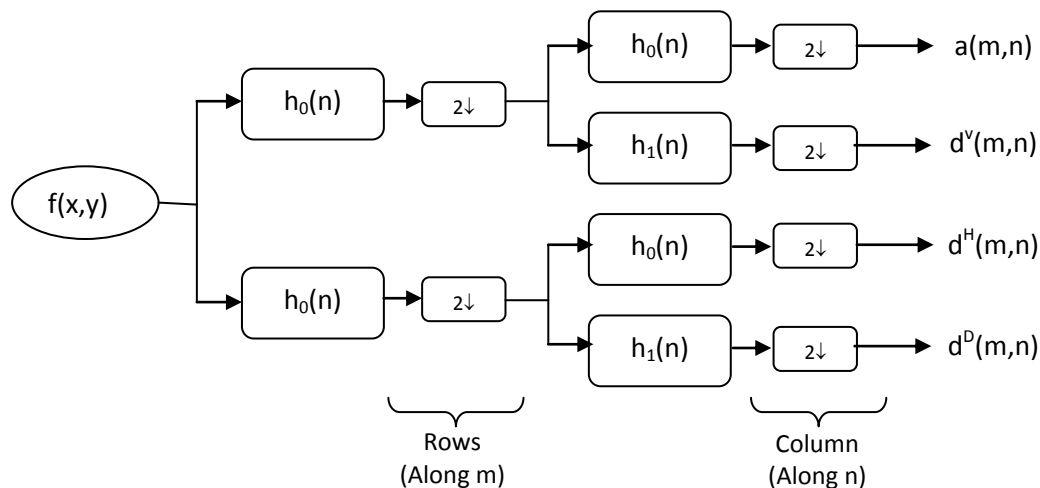 h₀(n) 2↓ a(m,n)
h₀(n) 2↓
h₁(n) 2↓ dᵛ(m,n)
f(x,y)
h₀(n) 2↓ dᴴ(m,n)
h₀(n) 2↓
h₁(n) 2↓ dᴰ(m,n)
Rows Column
(Along m) (Along n)